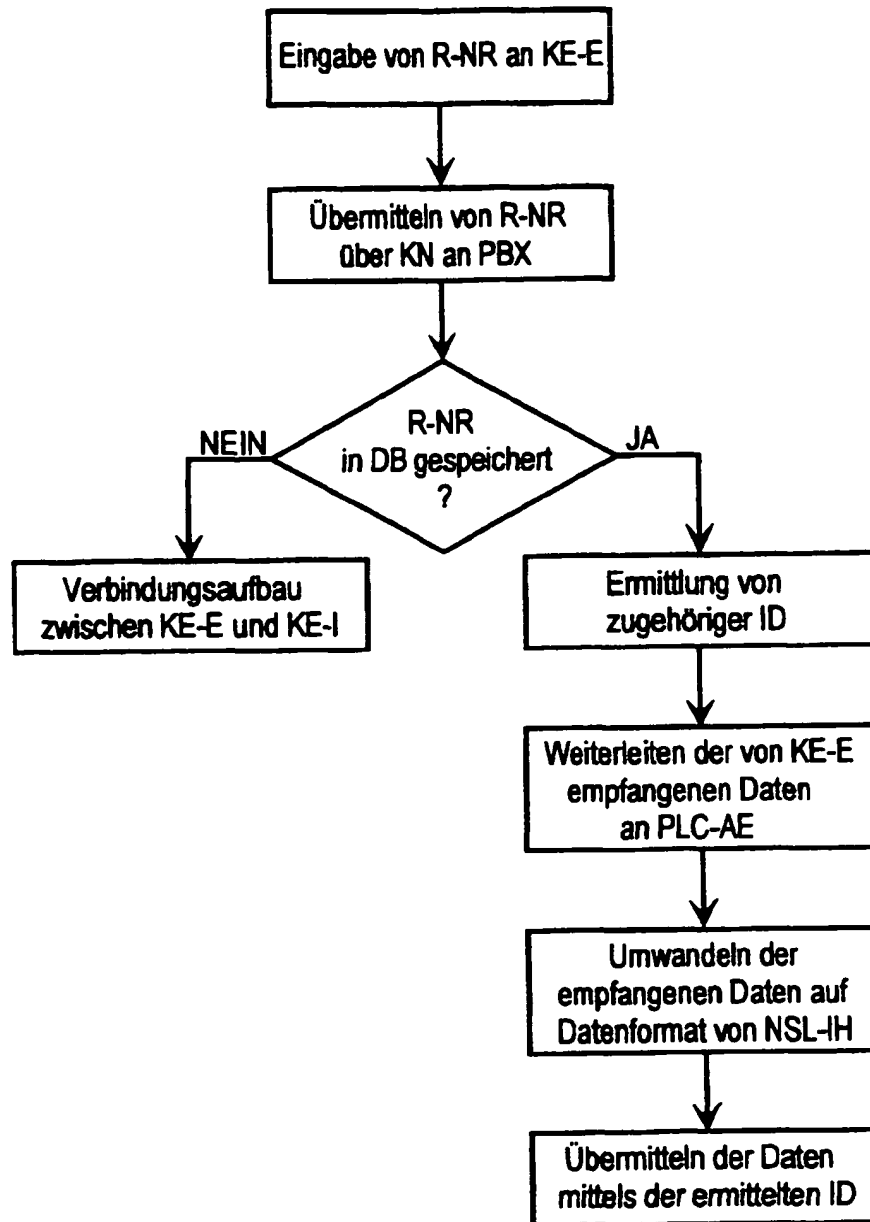 Eingabe von R-NR an KE-E
Übermitteln von R-NR
über KN an PBX
R-NR
in DB gespeichert
?
NEIN
JA
Verbindungsaufbau
zwischen KE-E und KE-I
Ermittlung von
zugehöriger ID
Weiterleiten der von KE-E
empfangenen Daten
an PLC-AE
Umwandeln der
empfangenen Daten auf
Datenformat von NSL-IH
Übermitteln der Daten
mittels der ermittelten ID